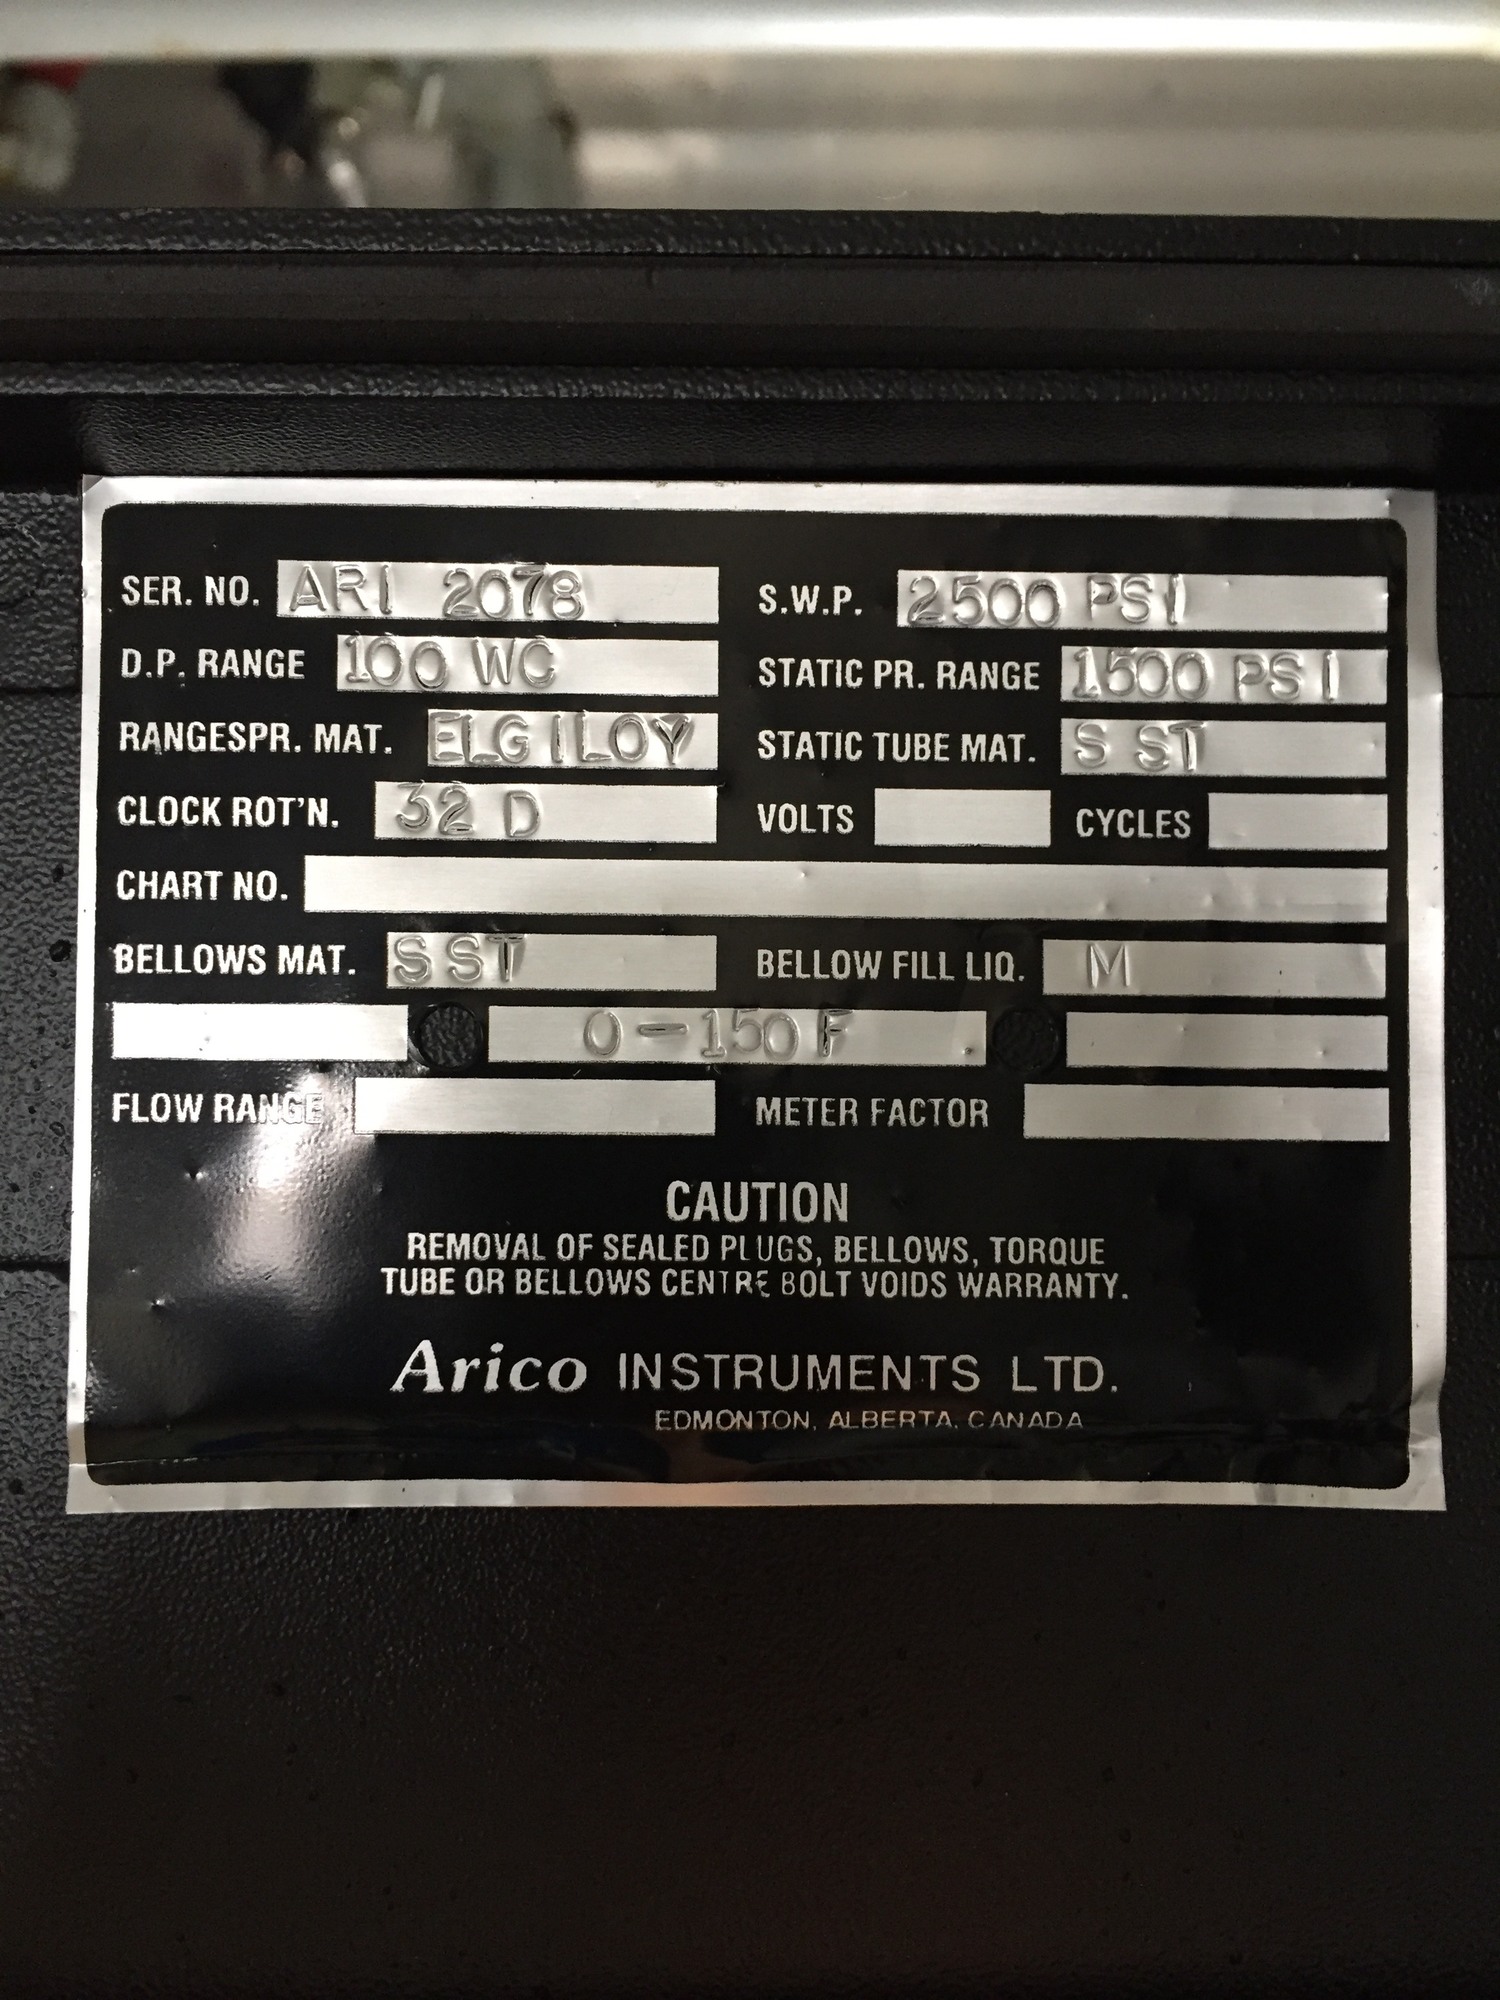 SER. NO. ARI 2078 S.W.P. 2500 PSI
D.P. RANGE 100 WC STATIC PR. RANGE 1500 PSI
RANGESPR. MAT. ELGILOY STATIC TUBE MAT. S ST
CLOCK ROT'N. 32 D VOLTS CYCLES
CHART NO.
BELLOWS MAT. SST BELLOW FILL LIQ. M
0-150 F
FLOW RANGE METER FACTOR
CAUTION
REMOVAL OF SEALED PLUGS, BELLOWS, TORQUE
TUBE OR BELLOWS CENTRE BOLT VOIDS WARRANTY.
Arico INSTRUMENTS LTD.
EDMONTON, ALBERTA, CANADA